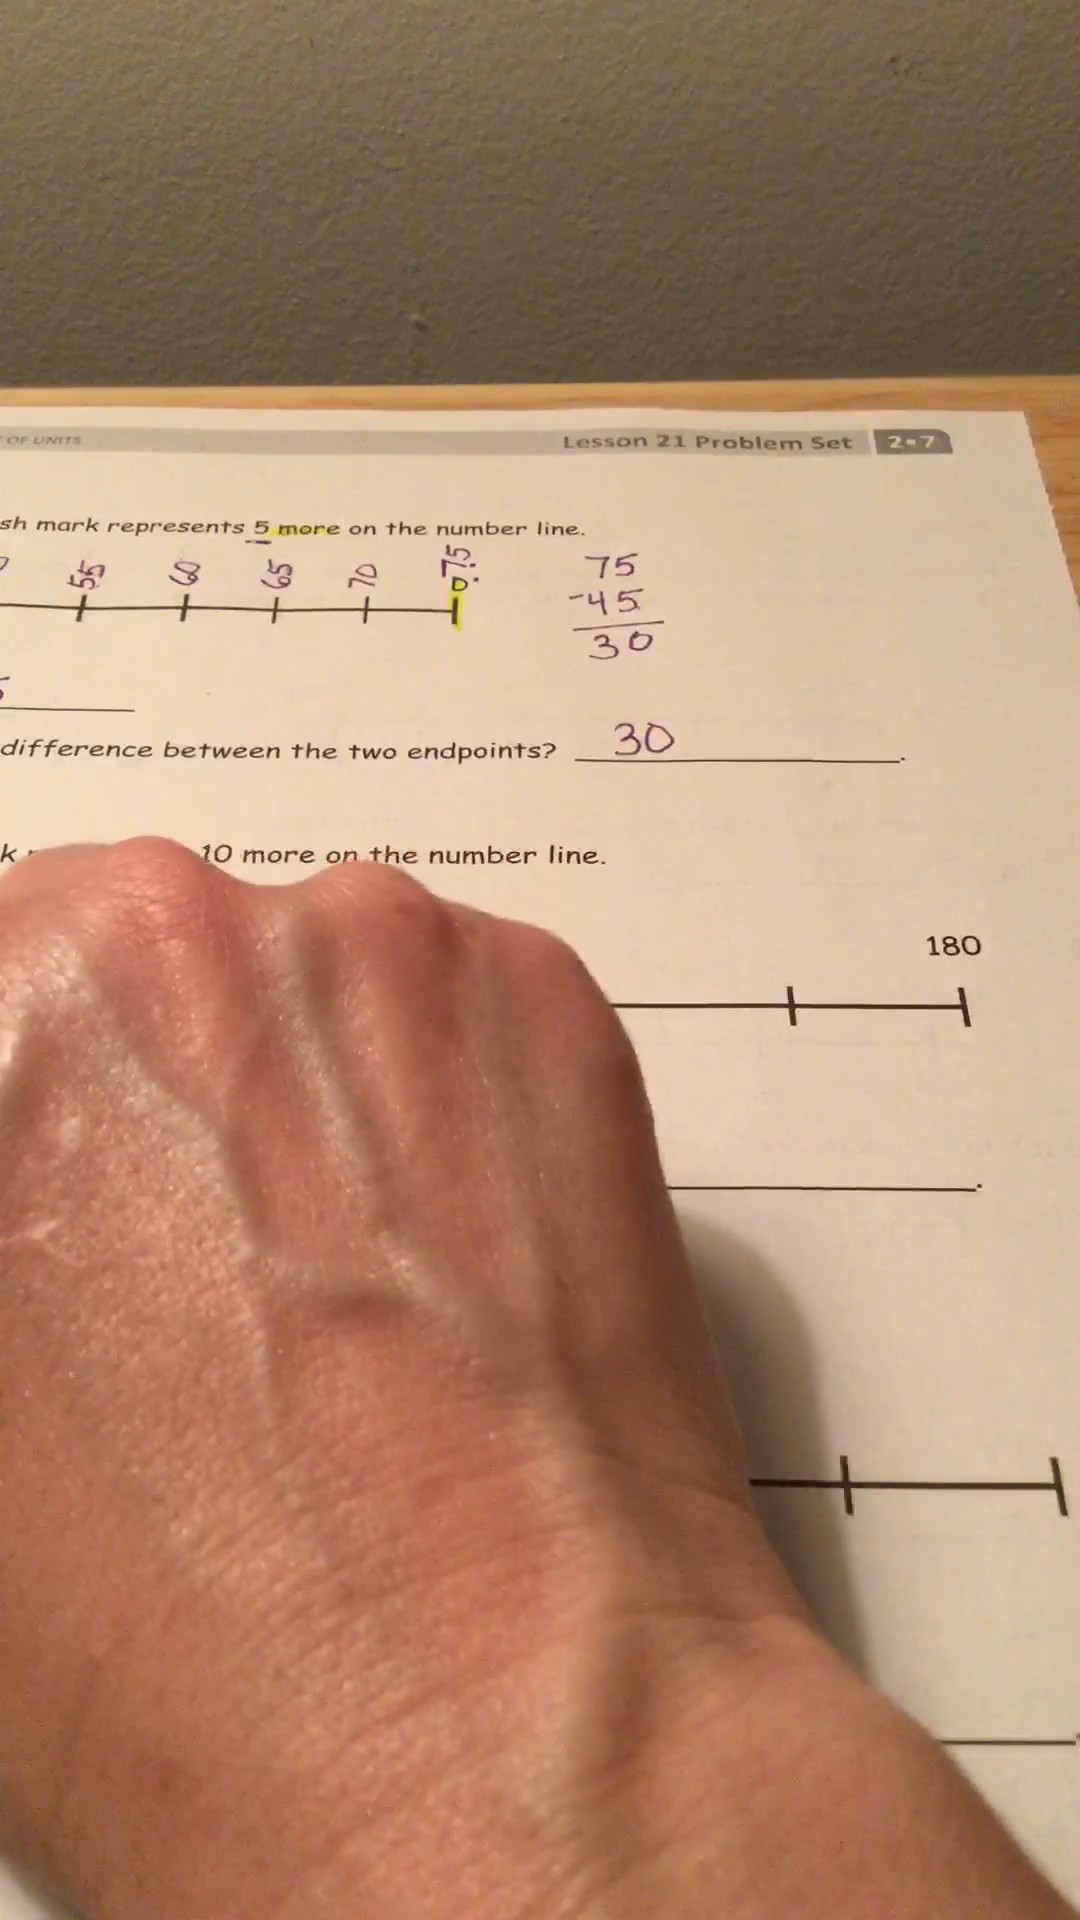 OF UNITS Lesson 21 Problem Set 2•7
sh mark represents 5 more on the number line.
55 60 65 70 75
75
-45
30
difference between the two endpoints? 30.
10 more on the number line.
180